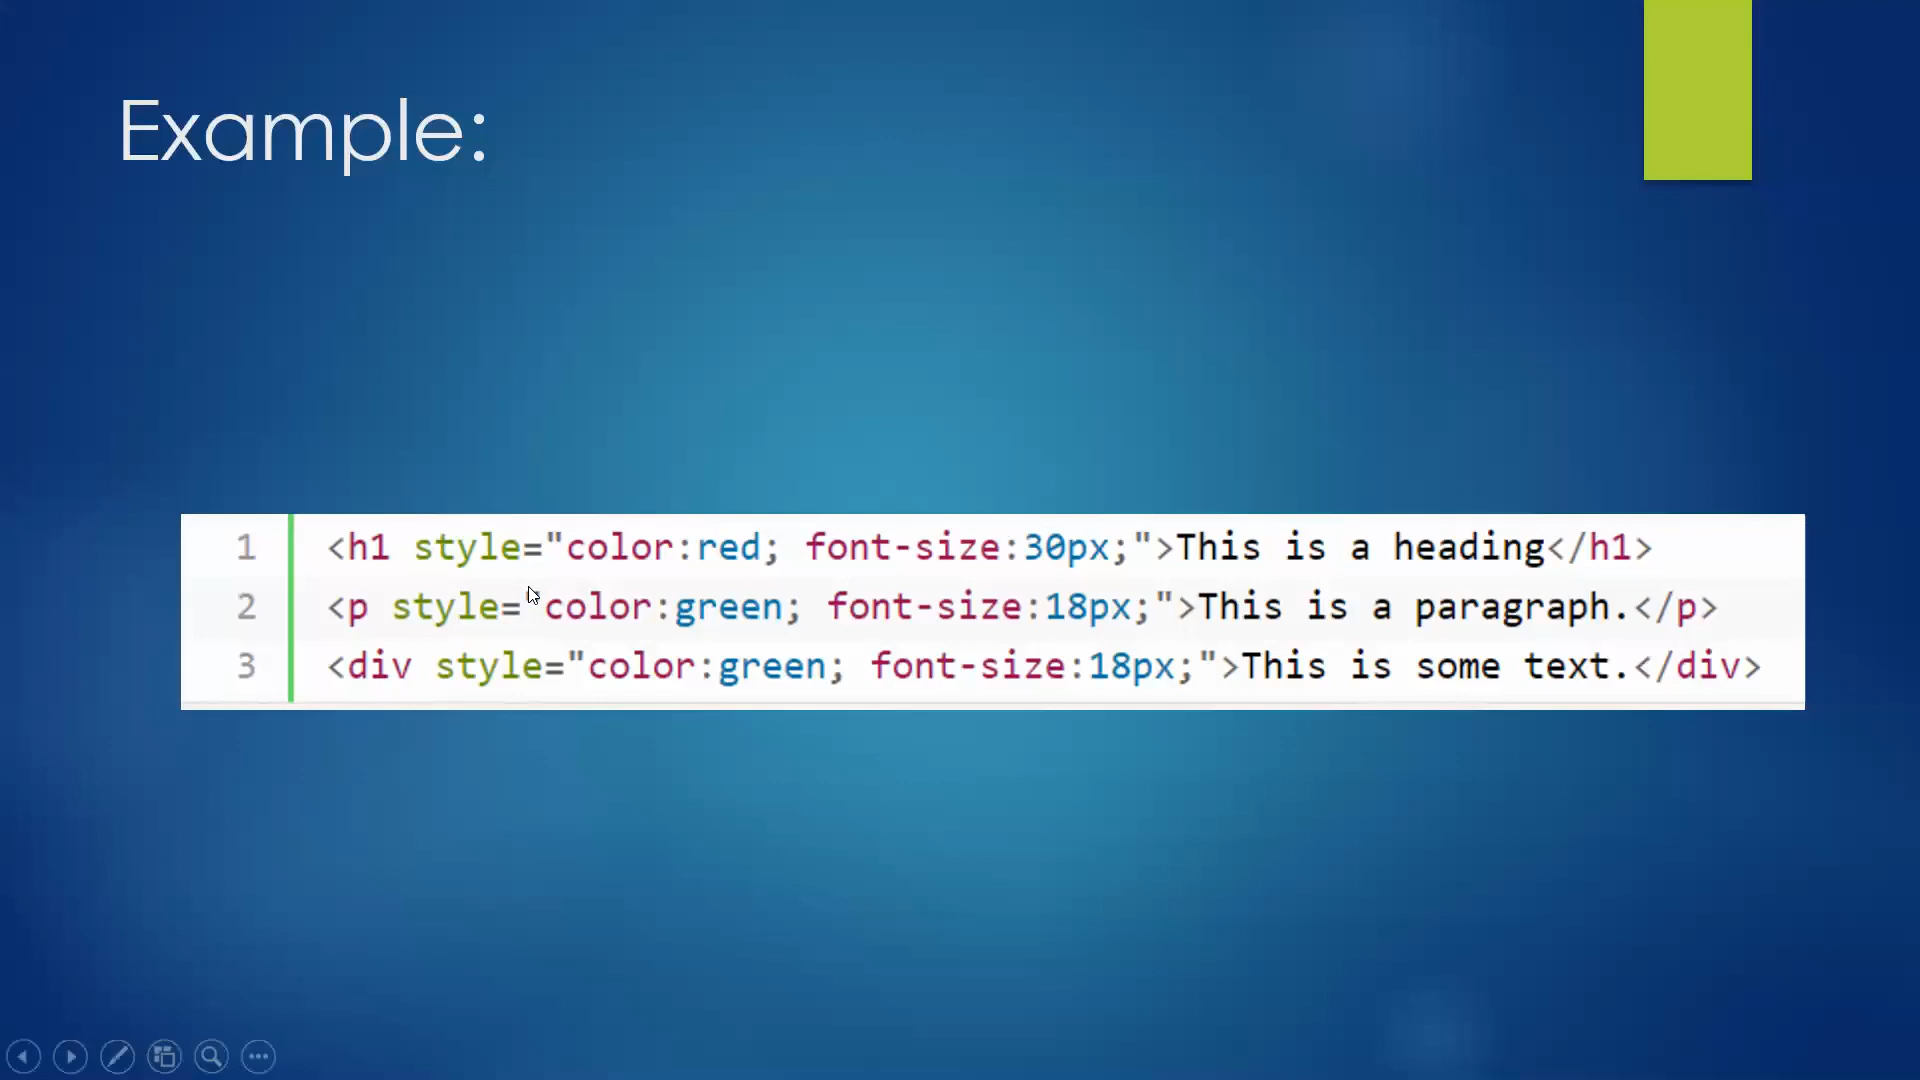 Example:
1 <h1 style="color:red; font-size:30px;">This is a heading</h1>
2 <p style="color:green; font-size:18px;">This is a paragraph.</p>
3 <div style="color:green; font-size:18px;">This is some text.</div>